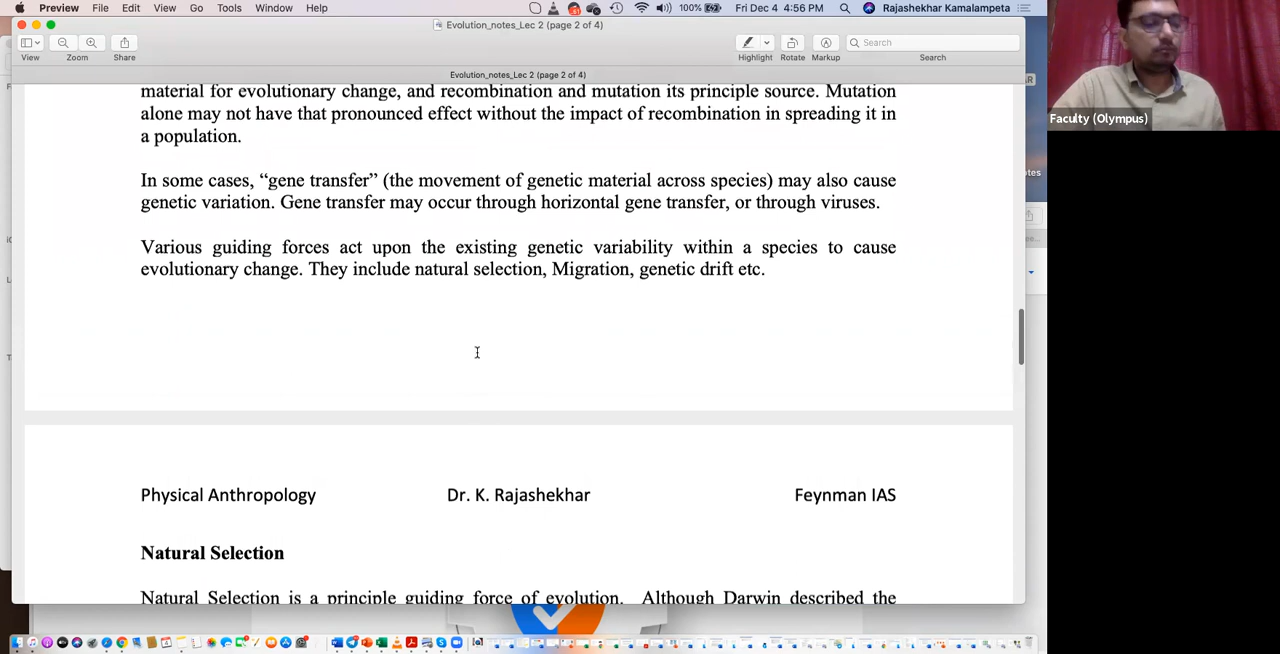 Preview File Edit View Go Tools Window Help 100% Fri Dec 4 4:56 PM Rajashekhar Kamalampeta
Evolution_notes_Lec 2 (page 2 of 4)
Search
View Zoom Share Highlight Rotate Markup Search
Evolution_notes_Lec 2 (page 2 of 4)
material for evolutionary change, and recombination and mutation its principle source. Mutation
alone may not have that pronounced effect without the impact of recombination in spreading it in
a population.
In some cases, “gene transfer” (the movement of genetic material across species) may also cause
genetic variation. Gene transfer may occur through horizontal gene transfer, or through viruses.
Various guiding forces act upon the existing genetic variability within a species to cause
evolutionary change. They include natural selection, Migration, genetic drift etc.
Physical Anthropology Dr. K. Rajashekhar Feynman IAS
Natural Selection
Natural Selection is a principle guiding force of evolution. Although Darwin described the
Faculty (Olympus)